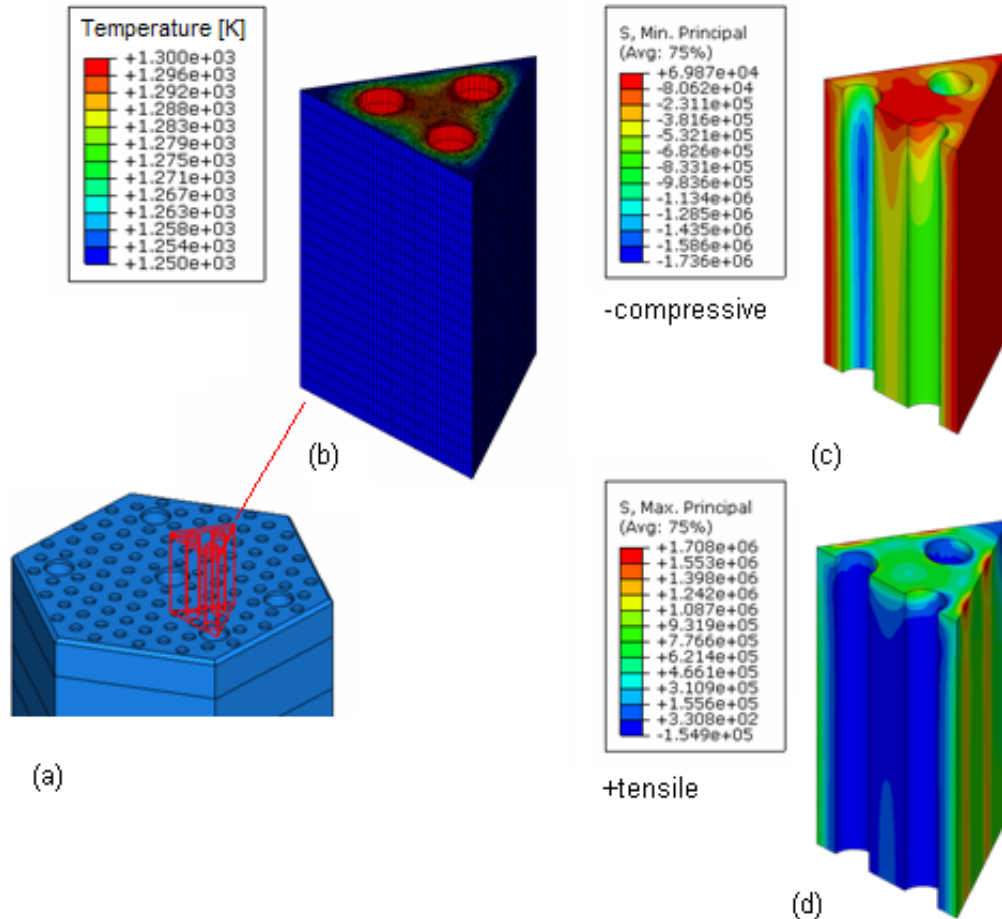 Temperature [K]
+1.300e+03
+1.296e+03
+1.292e+03
+1.288e+03
+1.283e+03
+1.279e+03
+1.275e+03
+1.271e+03
+1.267e+03
+1.263e+03
+1.258e+03
+1.254e+03
+1.250e+03
(b)
(a)
S, Min. Principal
(Avg: 75%)
+6.987e+04
-8.062e+04
-2.311e+05
-3.816e+05
-5.321e+05
-6.826e+05
-8.331e+05
-9.836e+05
-1.134e+06
-1.285e+06
-1.435e+06
-1.586e+06
-1.736e+06
-compressive
(c)
S, Max. Principal
(Avg: 75%)
+1.708e+06
+1.553e+06
+1.398e+06
+1.242e+06
+1.087e+06
+9.319e+05
+7.766e+05
+6.214e+05
+4.661e+05
+3.109e+05
+1.556e+05
+3.308e+02
-1.549e+05
+tensile
(d)